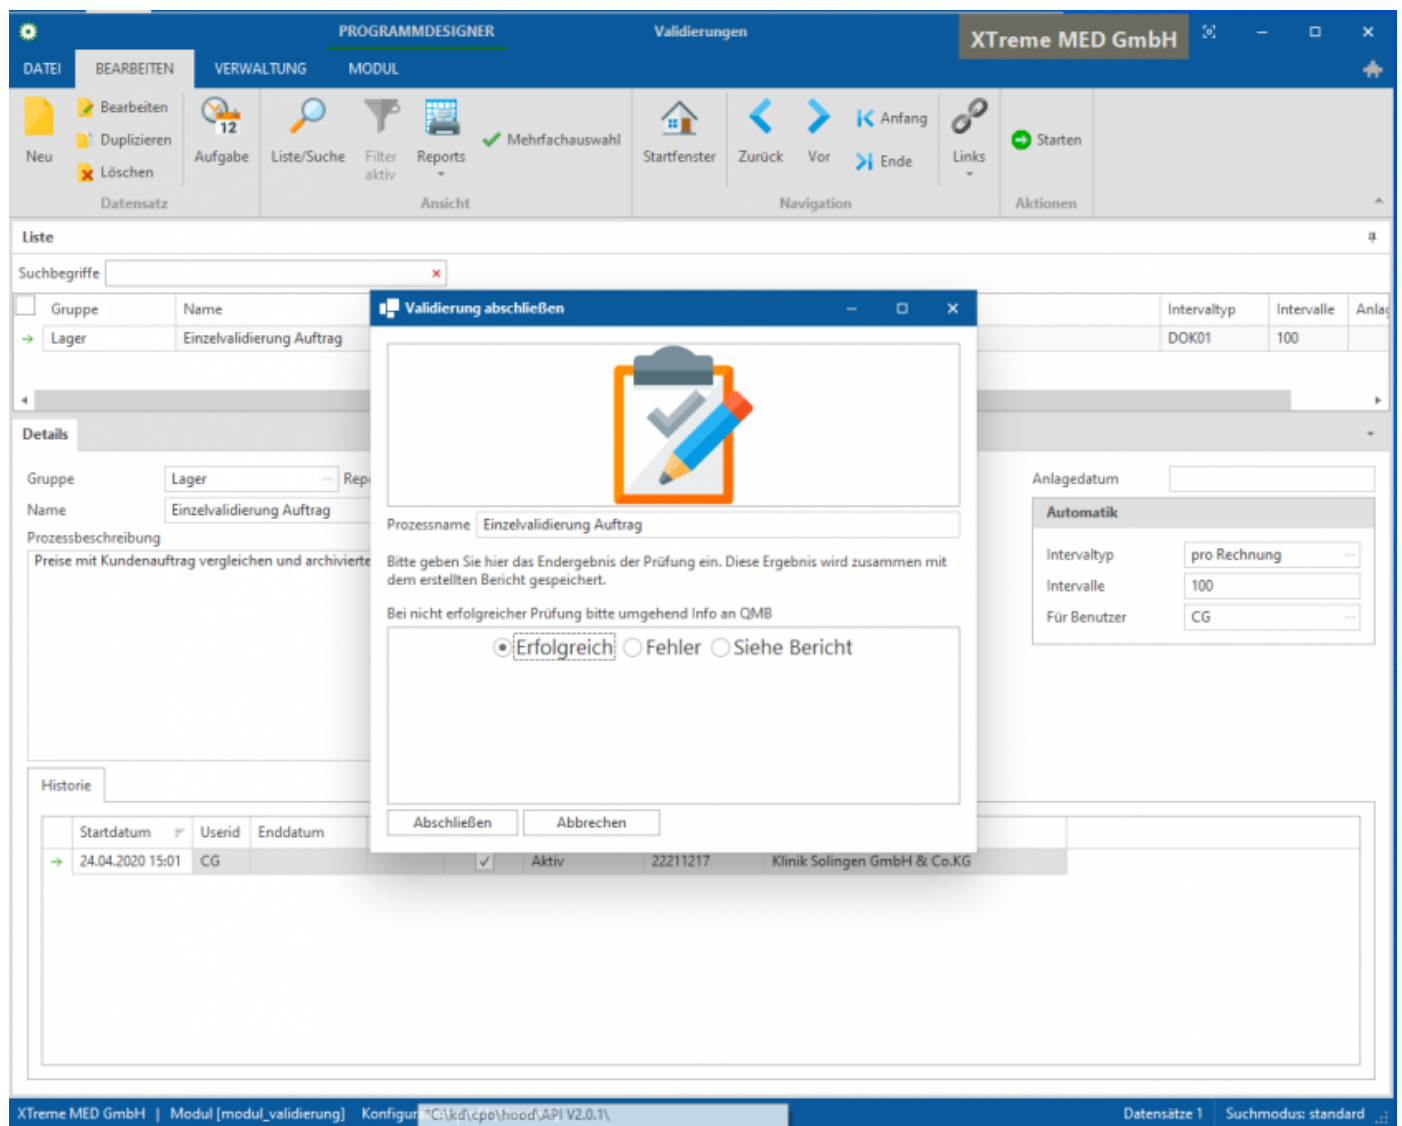 PROGRAMMDESIGNER Validierungen XTreme MED GmbH
DATEI BEARBEITEN VERWALTUNG MODUL
Neu
Bearbeiten
Duplizieren
Löschen
Datensatz
12
Aufgabe
Liste/Suche
Filter aktiv
Reports
Mehrfachauswahl
Ansicht
Startfenster
Zurück
Vor
Anfang
Ende
Navigation
Links
Starten
Aktionen
Liste
Suchbegriffe
Gruppe Name Intervaltyp Intervalle Anlag
Lager Einzelvalidierung Auftrag DOK01 100
Details
Gruppe Lager Rep
Name Einzelvalidierung Auftrag
Prozessbeschreibung
Preise mit Kundenauftrag vergleichen und archivierte
Anlagedatum
Automatik
Intervaltyp pro Rechnung
Intervalle 100
Für Benutzer CG
Validierung abschließen
Prozessname Einzelvalidierung Auftrag
Bitte geben Sie hier das Endergebnis der Prüfung ein. Diese Ergebnis wird zusammen mit
dem erstellten Bericht gespeichert.
Bei nicht erfolgreicher Prüfung bitte umgehend Info an QMB
Erfolgreich Fehler Siehe Bericht
Abschließen Abbrechen
Historie
Startdatum Userid Enddatum
24.04.2020 15:01 CG Aktiv 22211217 Klinik Solingen GmbH & Co.KG
XTreme MED GmbH | Modul [modul_validierung] Konfigur
API V2.0.1\
Datensätze 1 Suchmodus: standard